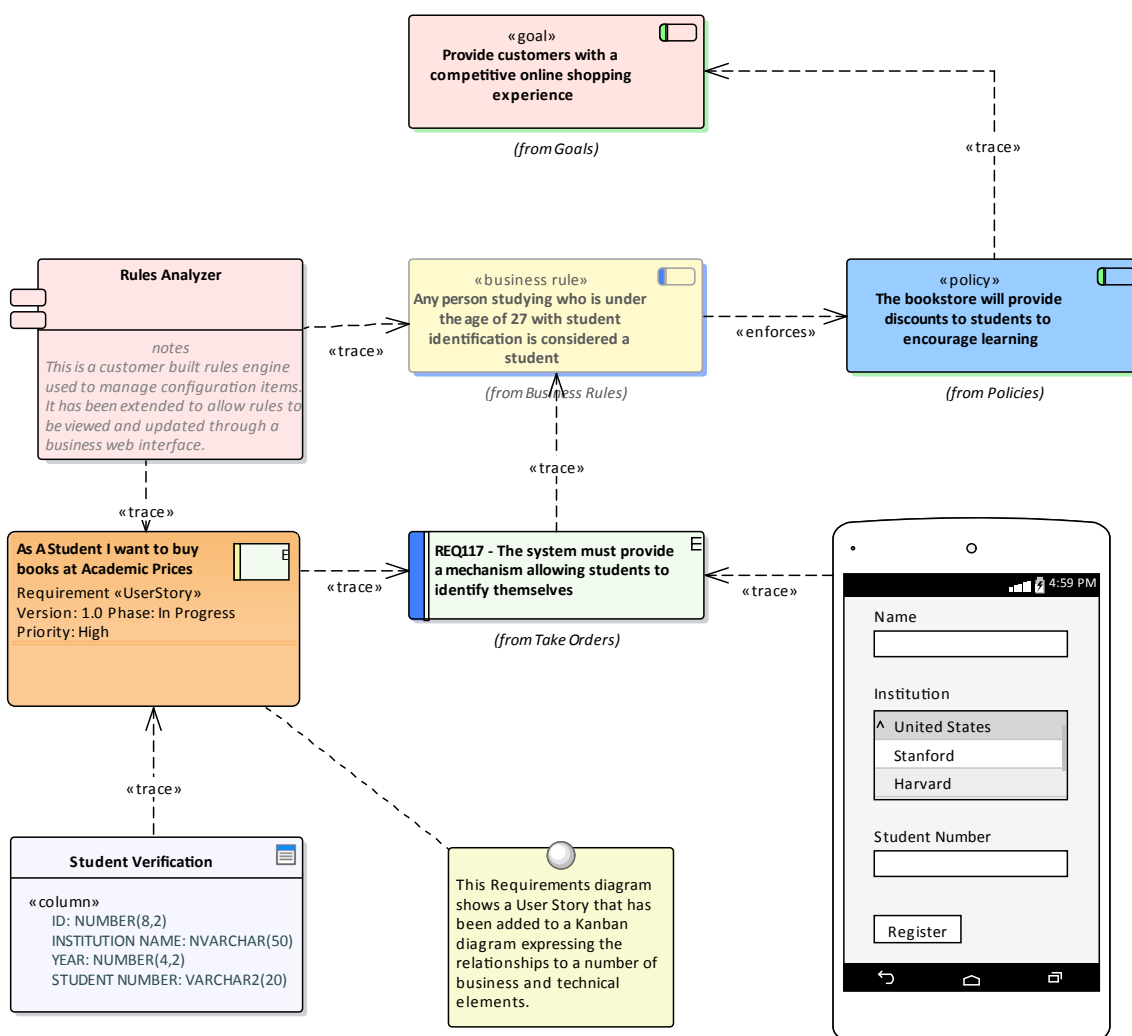 «goal»
Provide customers with a
competitive online shopping
experience
(from Goals)
«trace»
Rules Analyzer
notes
This is a customer built rules engine
used to manage configuration items.
It has been extended to allow rules to
be viewed and updated through a
business web interface.
«trace»
«business rule»
Any person studying who is under
the age of 27 with student
identification is considered a
student
(from Business Rules)
«enforces»
«policy»
The bookstore will provide
discounts to students to
encourage learning
(from Policies)
«trace»
«trace»
As A Student I want to buy
books at Academic Prices
E
Requirement «UserStory»
Version: 1.0 Phase: In Progress
Priority: High
«trace»
REQ117 - The system must provide
a mechanism allowing students to
identify themselves
E
(from Take Orders)
«trace»
4:59 PM
Name
Institution
^ United States
Stanford
Harvard
Student Number
Register
«trace»
Student Verification
«column»
ID: NUMBER(8,2)
INSTITUTION NAME: NVARCHAR(50)
YEAR: NUMBER(4,2)
STUDENT NUMBER: VARCHAR2(20)
This Requirements diagram
shows a User Story that has
been added to a Kanban
diagram expressing the
relationships to a number of
business and technical
elements.